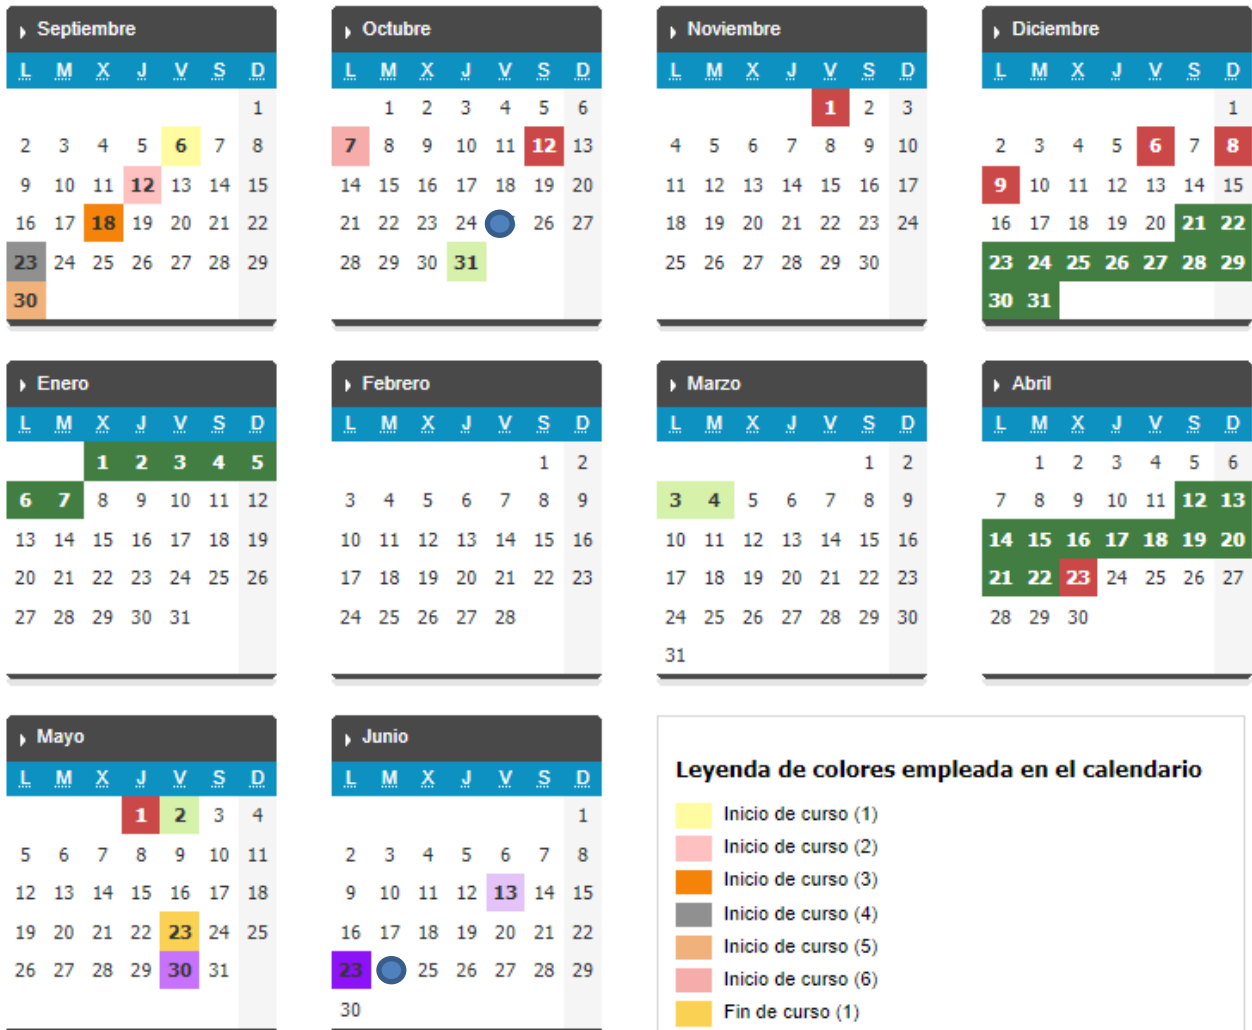 Septiembre
L M X J V S D
1
2 3 4 5 6 7 8
9 10 11 12 13 14 15
16 17 18 19 20 21 22
23 24 25 26 27 28 29
30
Octubre
L M X J V S D
1 2 3 4 5 6
7 8 9 10 11 12 13
14 15 16 17 18 19 20
21 22 23 24 26 27
28 29 30 31
Noviembre
L M X J V S D
1 2 3
4 5 6 7 8 9 10
11 12 13 14 15 16 17
18 19 20 21 22 23 24
25 26 27 28 29 30
Diciembre
L M X J V S D
1
2 3 4 5 6 7 8
9 10 11 12 13 14 15
16 17 18 19 20 21 22
23 24 25 26 27 28 29
30 31
Enero
L M X J V S D
1 2 3 4 5
6 7 8 9 10 11 12
13 14 15 16 17 18 19
20 21 22 23 24 25 26
27 28 29 30 31
Febrero
L M X J V S D
1 2
3 4 5 6 7 8 9
10 11 12 13 14 15 16
17 18 19 20 21 22 23
24 25 26 27 28
Marzo
L M X J V S D
1 2
3 4 5 6 7 8 9
10 11 12 13 14 15 16
17 18 19 20 21 22 23
24 25 26 27 28 29 30
31
Abril
L M X J V S D
1 2 3 4 5 6
7 8 9 10 11 12 13
14 15 16 17 18 19 20
21 22 23 24 25 26 27
28 29 30
Mayo
L M X J V S D
1 2 3 4
5 6 7 8 9 10 11
12 13 14 15 16 17 18
19 20 21 22 23 24 25
26 27 28 29 30 31
Junio
L M X J V S D
1
2 3 4 5 6 7 8
9 10 11 12 13 14 15
16 17 18 19 20 21 22
23 25 26 27 28 29
30
Leyenda de colores empleada en el calendario
Inicio de curso (1)
Inicio de curso (2)
Inicio de curso (3)
Inicio de curso (4)
Inicio de curso (5)
Inicio de curso (6)
Fin de curso (1)